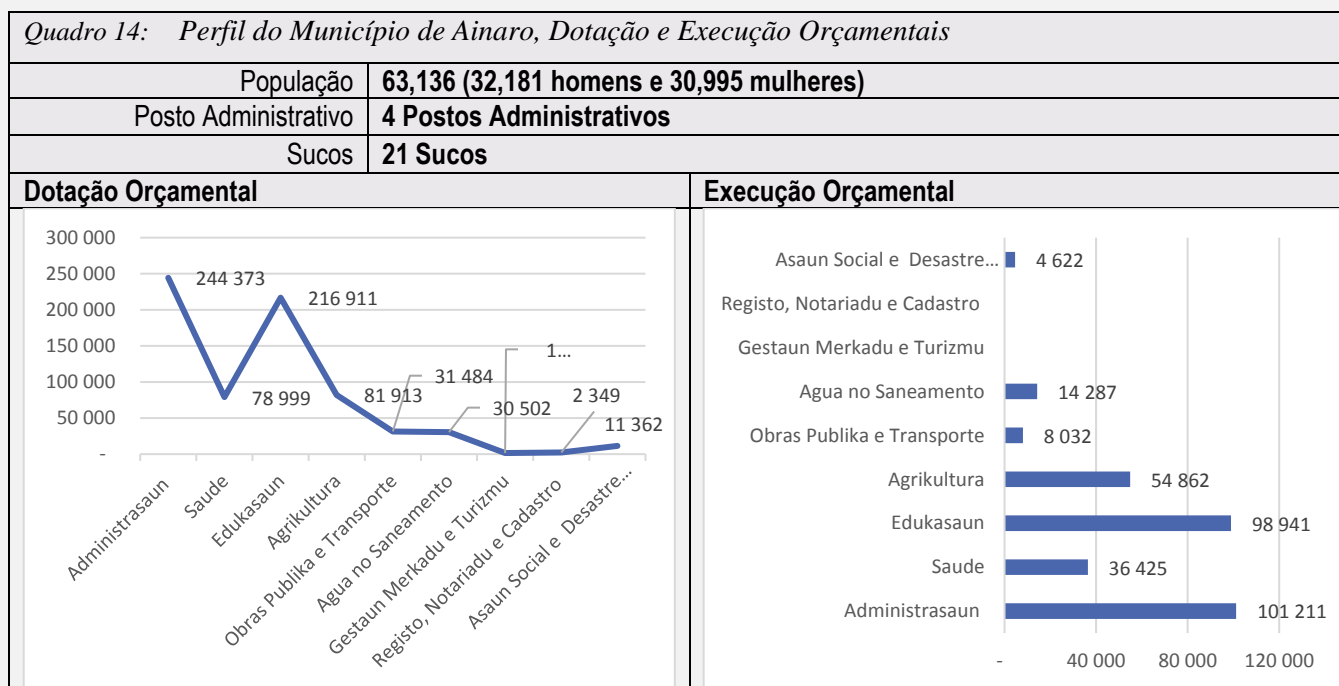 Quadro 14: Perfil do Município de Ainaro, Dotação e Execução Orçamentais
População 63,136 (32,181 homens e 30,995 mulheres)
Posto Administrativo 4 Postos Administrativos
Sucos 21 Sucos
Dotação Orçamental
300 000
250 000
200 000
150 000
100 000
50 000
-
244 373
78 999
216 911
81 913
31 484
30 502
1...
2 349
11 362
Administrasaun
Saude
Edukasaun
Agrikultura
Obras Publika e Transporte
Agua no Saneamento
Gestaun Merkadu e Turizmu
Registo, Notariadu e Cadastro
Asaun Social e Desastre...
Execução Orçamental
Asaun Social e Desastre... 4 622
Registo, Notariadu e Cadastro
Gestaun Merkadu e Turizmu
Agua no Saneamento 14 287
Obras Publika e Transporte 8 032
Agrikultura 54 862
Edukasaun 98 941
Saude 36 425
Administrasaun 101 211
- 40 000 80 000 120 000